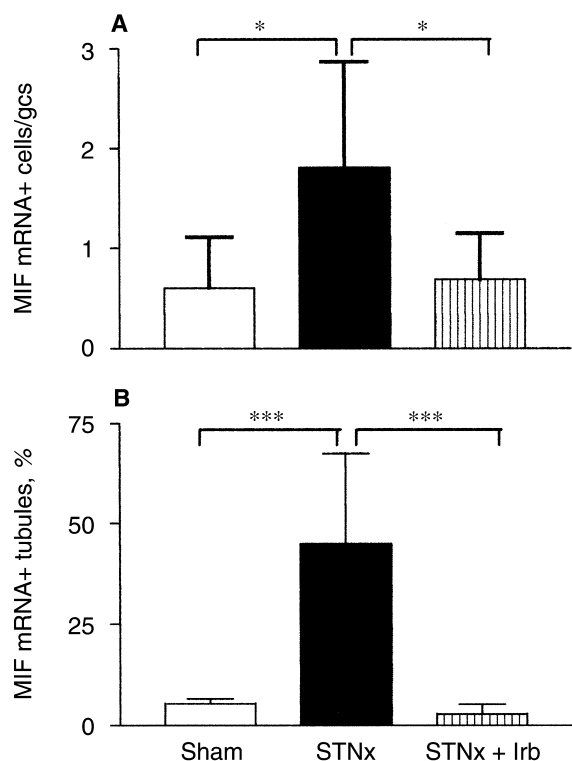 A
* *
3
2
1
0
MIF mRNA+ cells/gcs
B
*** ***
75
50
25
0
MIF mRNA+ tubules, %
Sham STNx STNx + Irb